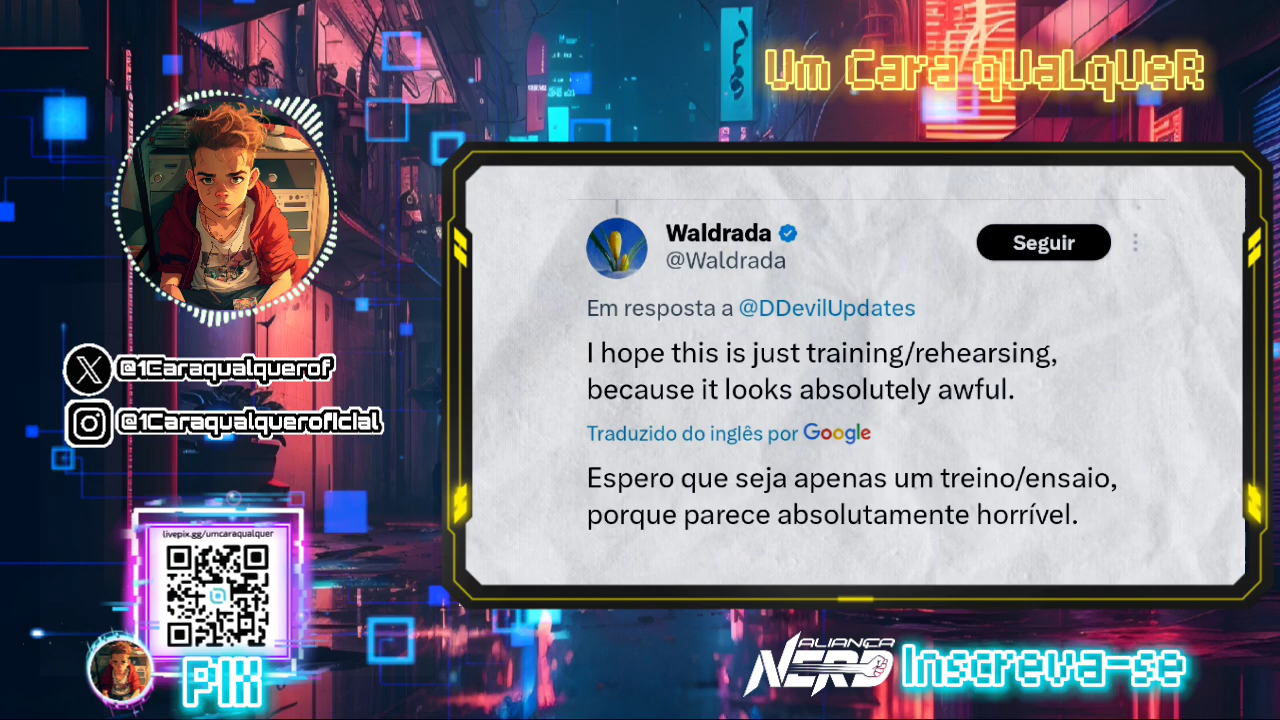 Um Cara qUaLqUeR
Waldrada
@Waldrada
Seguir
Em resposta a @DDevilUpdates
I hope this is just training/rehearsing,
because it looks absolutely awful.
Traduzido do inglês por Google
Espero que seja apenas um treino/ensaio,
porque parece absolutamente horrível.
@1Caraqualquerof
@1Caraqualqueroficial
livepix.gg/umcaraqualquer
PIX
ALIANÇA
NERD
Inscreva-se